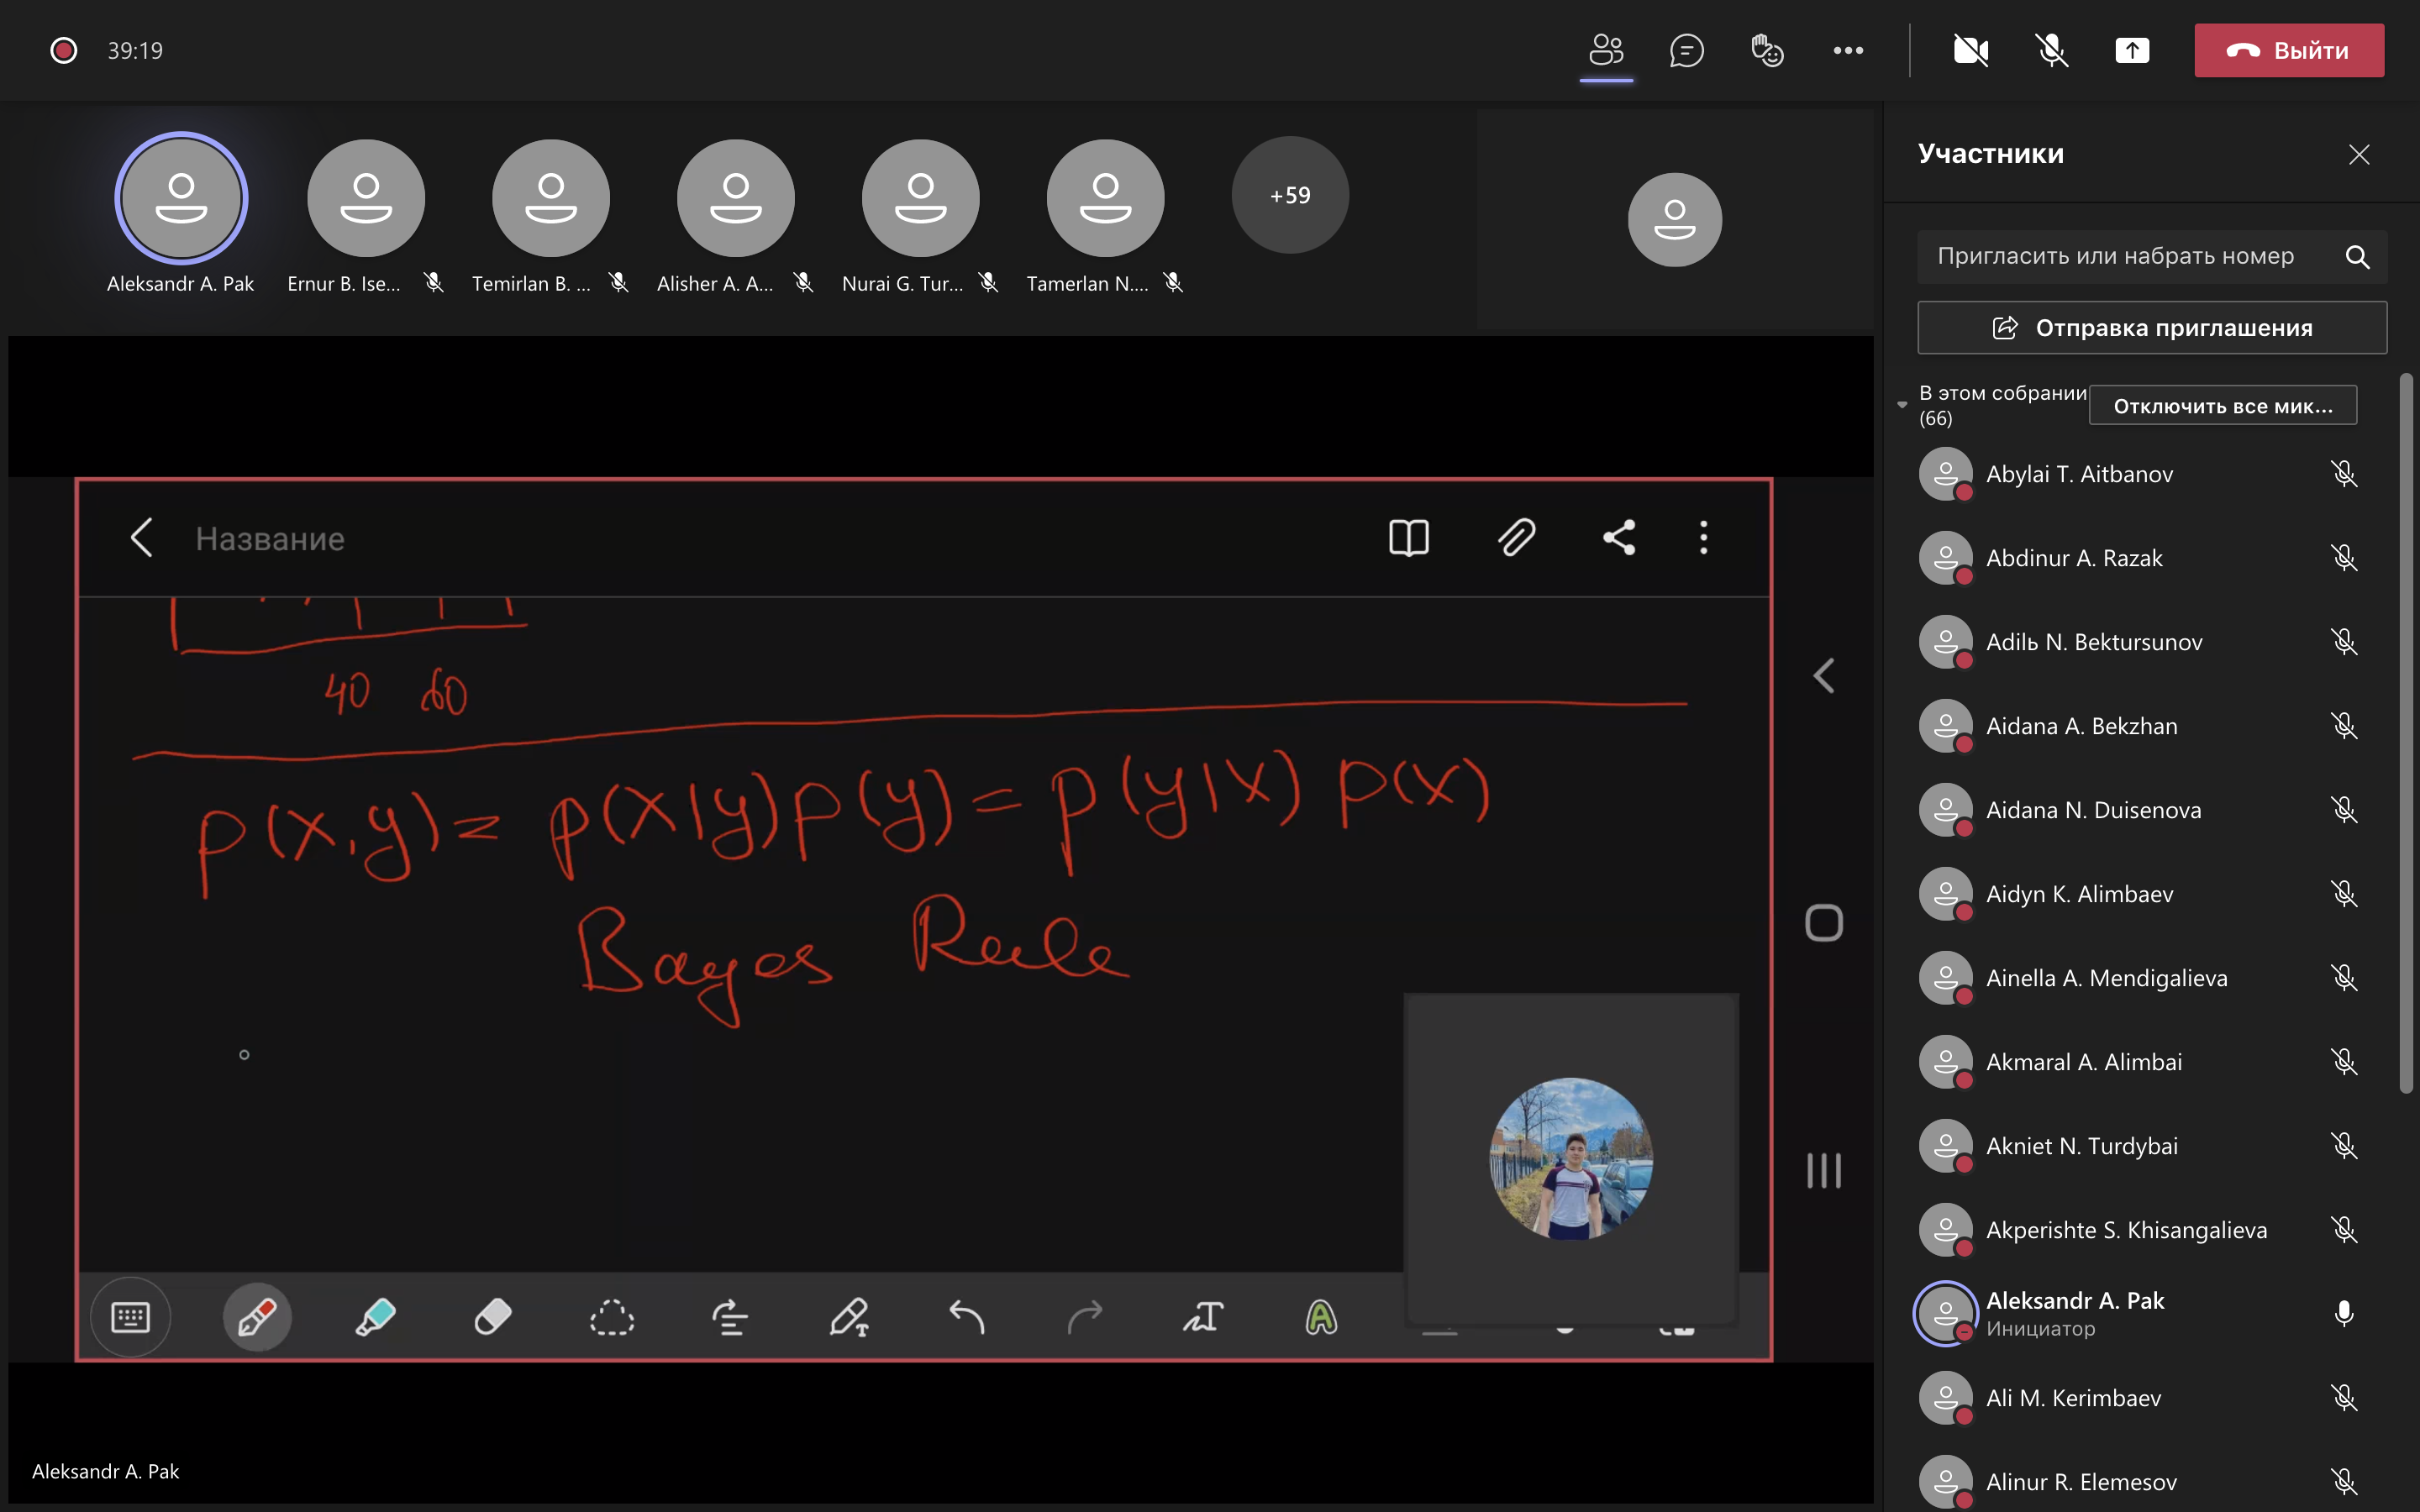 39:19
Выйти
Aleksandr A. Pak
Ernur B. Ise...
Temirlan B. ...
Alisher A. A...
Nurai G. Tur...
Tamerlan N....
+59
Название
40 60
p(x,y)= p(x|y)p(y)= p(y|x) p(x)
Bayes Rule
Aleksandr A. Pak
Участники
Пригласить или набрать номер
Отправка приглашения
В этом собрании
(66)
Отключить все мик...
Abylai T. Aitbanov
Abdinur A. Razak
Adilь N. Bektursunov
Aidana A. Bekzhan
Aidana N. Duisenova
Aidyn K. Alimbaev
Ainella A. Mendigalieva
Akmaral A. Alimbai
Akniet N. Turdybai
Akperishte S. Khisangalieva
Aleksandr A. Pak
Инициатор
Ali M. Kerimbaev
Alinur R. Elemesov